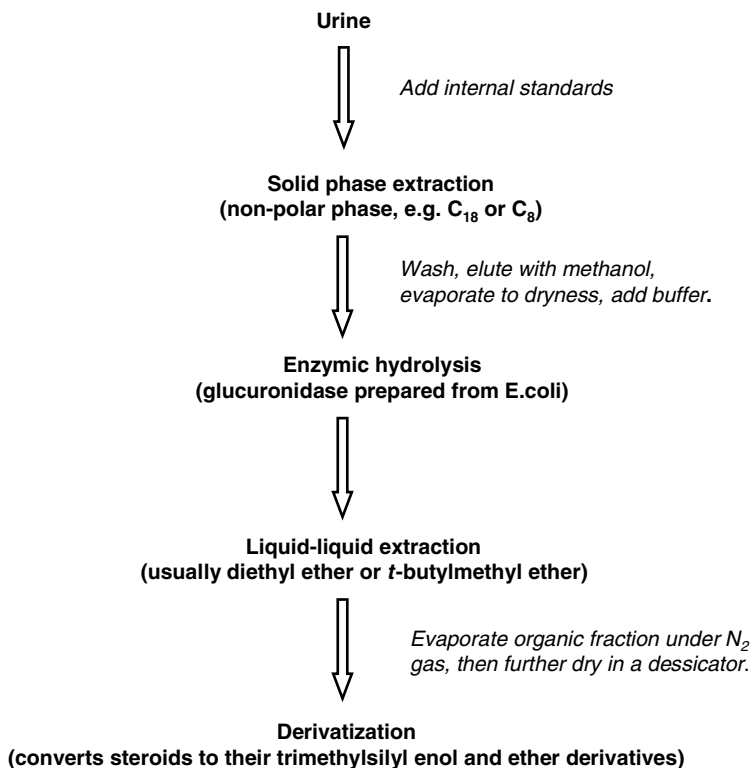 Urine
Add internal standards
Solid phase extraction
(non-polar phase, e.g. C₁₈ or C₈)
Wash, elute with methanol,
evaporate to dryness, add buffer.
Enzymic hydrolysis
(glucuronidase prepared from E.coli)
Liquid-liquid extraction
(usually diethyl ether or t-butylmethyl ether)
Evaporate organic fraction under N₂
gas, then further dry in a dessicator.
Derivatization
(converts steroids to their trimethylsilyl enol and ether derivatives)